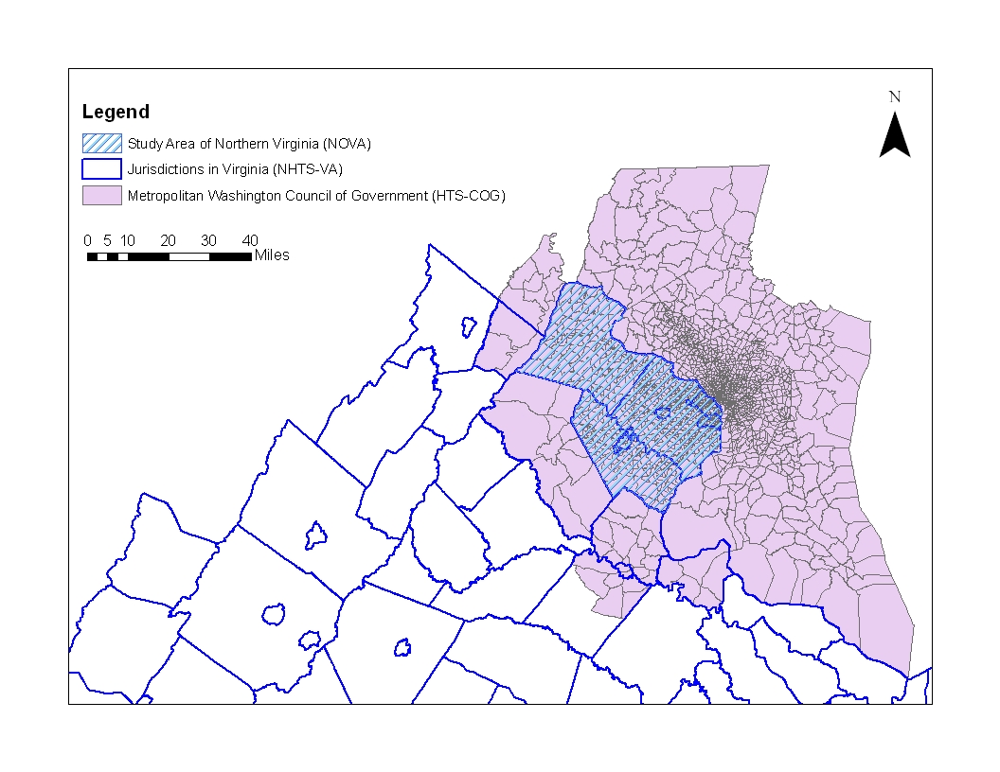 N
Legend
Study Area of Northern Virginia (NOVA)
Jurisdictions in Virginia (NHTS-VA)
Metropolitan Washington Council of Government (HTS-COG)
0 5 10 20 30 40
Miles